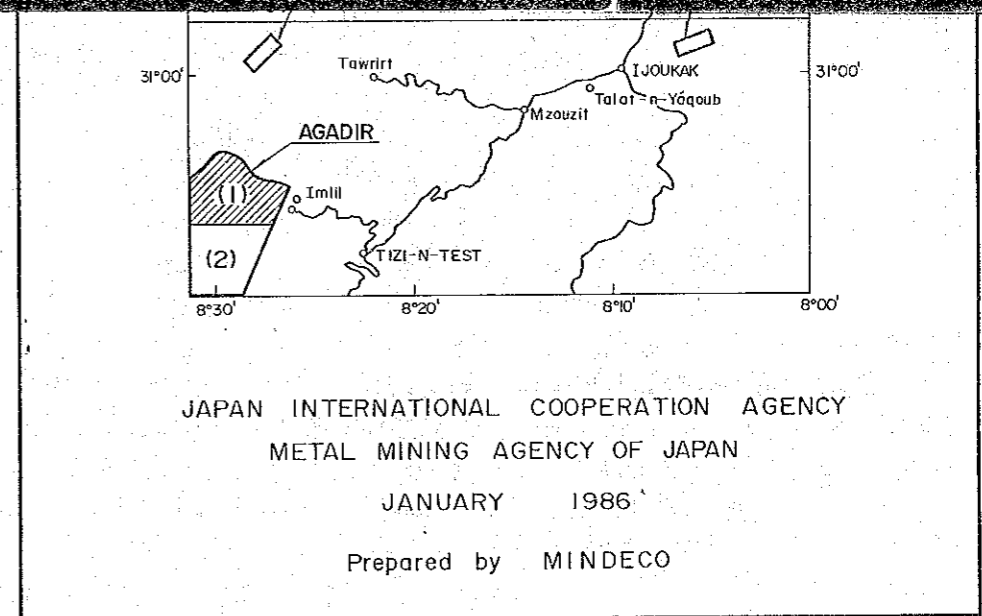 Tawrirt
IJOUKAK
31°00'
31°00'
Talat-n-Yáqoub
Mzouzit
AGADIR
(1)
Imlil
TIZI-N-TEST
(2)
8°30'
8°20'
8°10'
8°00'
JAPAN INTERNATIONAL COOPERATION AGENCY
METAL MINING AGENCY OF JAPAN
JANUARY 1986
Prepared by MINDECO